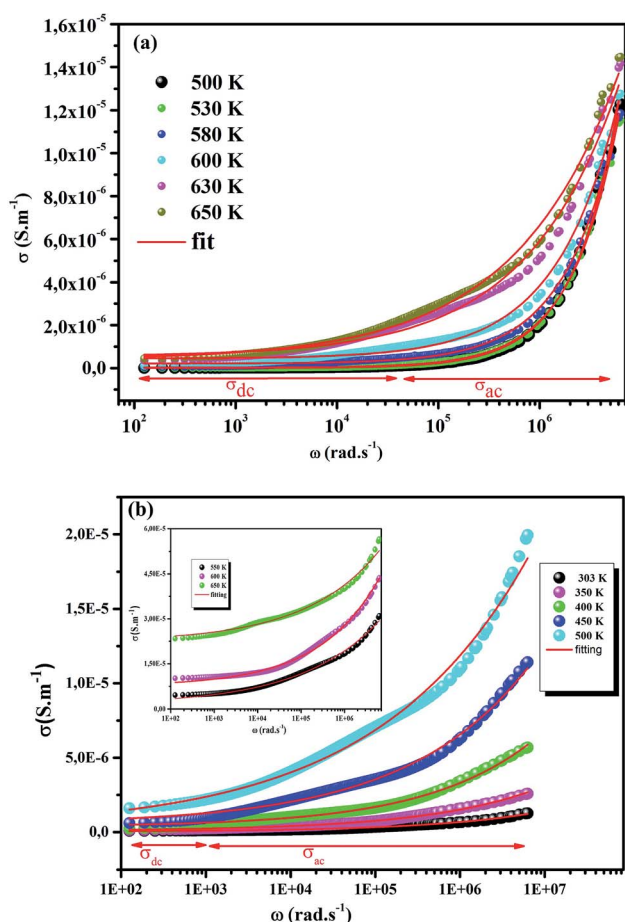 (a)
1,6x10⁻⁵
1,4x10⁻⁵
1,2x10⁻⁵
1,0x10⁻⁵
8,0x10⁻⁶
6,0x10⁻⁶
4,0x10⁻⁶
2,0x10⁻⁶
0,0
σ (S.m⁻¹)
500 K
530 K
580 K
600 K
630 K
650 K
fit
σdc
σac
10² 10³ 10⁴ 10⁵ 10⁶
ω (rad.s⁻¹)
(b)
2,0E-5
1,5E-5
1,0E-5
5,0E-6
0,0
σ(S.m⁻¹)
6,00E-5
4,50E-5
3,00E-5
1,50E-5
0,00
σ(S.m⁻¹)
550 K
600 K
650 K
fitting
1E+02 1E+03 1E+04 1E+05 1E+06
ω (rad.s⁻¹)
303 K
350 K
400 K
450 K
500 K
fitting
σdc
σac
1E+02 1E+03 1E+04 1E+05 1E+06 1E+07
ω (rad.s⁻¹)